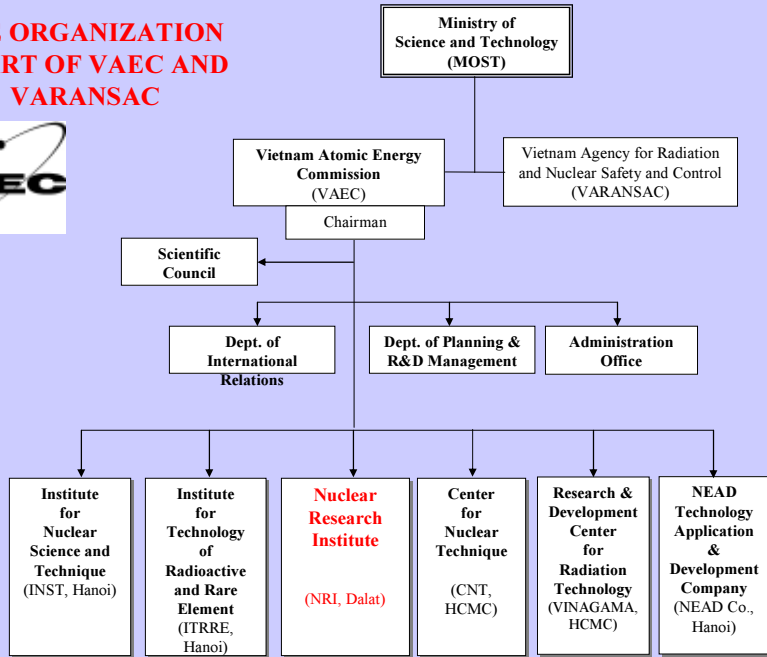 ORGANIZATION
OF VAEC AND
VARANSAC
Ministry of
Science and Technology
(MOST)
Vietnam Atomic Energy
Commission
(VAEC)
Chairman
Vietnam Agency for Radiation
and Nuclear Safety and Control
(VARANSAC)
Scientific
Council
Dept. of
International
Relations
Dept. of Planning &
R&D Management
Administration
Office
Institute
for
Nuclear
Science and
Technique
(INST, Hanoi)
Institute
for
Technology
of
Radioactive
and Rare
Element
(ITRRE,
Hanoi)
Nuclear
Research
Institute
(NRI, Dalat)
Center
for
Nuclear
Technique
(CNT,
HCMC)
Research &
Development
Center
for
Radiation
Technology
(VINAGAMA,
HCMC)
NEAD
Technology
Application
&
Development
Company
(NEAD Co.,
Hanoi)